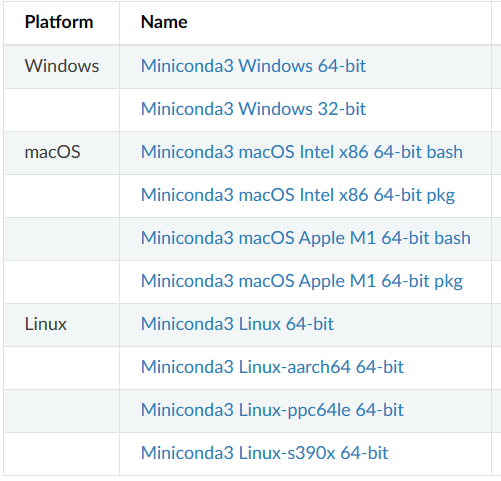 Platform Name
Windows Miniconda3 Windows 64-bit
Miniconda3 Windows 32-bit
macOS Miniconda3 macOS Intel x86 64-bit bash
Miniconda3 macOS Intel x86 64-bit pkg
Miniconda3 macOS Apple M1 64-bit bash
Miniconda3 macOS Apple M1 64-bit pkg
Linux Miniconda3 Linux 64-bit
Miniconda3 Linux-aarch64 64-bit
Miniconda3 Linux-ppc64le 64-bit
Miniconda3 Linux-s390x 64-bit